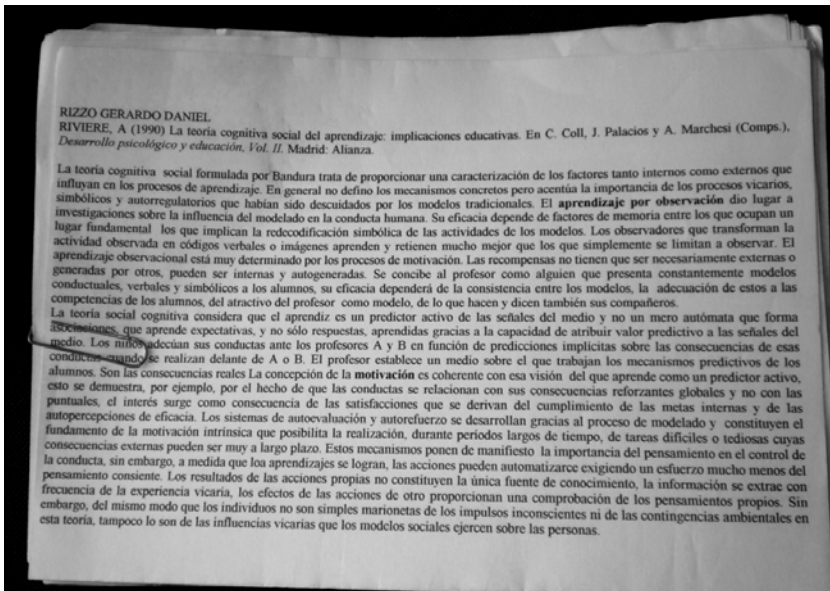 RIZZO GERARDO DANIEL
RIVIERE, A (1990) La teoria cognitiva social del aprendizaje: implicaciones educativas. En C. Coll, J. Palacios y A. Marchesi (Comps.),
Desarrollo psicológico y educación, Vol. II. Madrid: Alianza.
La teoría cognitiva social formulada por Bandura trata de proporcionar una caracterización de los factores tanto internos como externos que
influyan en los procesos de aprendizaje. En general no defino los mecanismos concretos pero acentúa la importancia de los procesos vicarios,
simbólicos y autorregulatorios que habían sido descuidados por los modelos tradicionales. El aprendizaje por observación dio lugar a
investigaciones sobre la influencia del modelado en la conducta humana. Su eficacia depende de factores de memoria entre los que ocupan un
lugar fundamental los que implican la redecodificación simbólica de las actividades de los modelos. Los observadores que transforman la
actividad observada en códigos verbales o imágenes aprenden y retienen mucho mejor que los que simplemente se limitan a observar. El
aprendizaje observacional está muy determinado por los procesos de motivación. Las recompensas no tienen que ser necesariamente externas o
generadas por otros, pueden ser internas y autogeneradas. Se concibe al profesor como alguien que presenta constantemente modelos
conductuales, verbales y simbólicos a los alumnos, su eficacia dependerá de la consistencia entre los modelos, la adecuación de estos a las
competencias de los alumnos, del atractivo del profesor como modelo, de lo que hacen y dicen también sus compañeros.
La teoría social cognitiva considera que el aprendiz es un predictor activo de las señales del medio y no un mero autómata que forma
asociaciones, que aprende expectativas, y no sólo respuestas, aprendidas gracias a la capacidad de atribuir valor predictivo a las señales del
medio. Los niños adecúan sus conductas ante los profesores A y B en función de predicciones implícitas sobre las consecuencias de esas
conductas cuando se realizan delante de A o B. El profesor establece un medio sobre el que trabajan los mecanismos predictivos de los
alumnos. Son las consecuencias reales La concepción de la motivación es coherente con esa visión del que aprende como un predictor activo,
esto se demuestra, por ejemplo, por el hecho de que las conductas se relacionan con sus consecuencias reforzantes globales y no con las
puntuales, el interés surge como consecuencia de las satisfacciones que se derivan del cumplimiento de las metas internas y de las
autopercepciones de eficacia. Los sistemas de autoevaluación y autorefuerzo se desarrollan gracias al proceso de modelado y constituyen el
fundamento de la motivación intrínsica que posibilita la realización, durante períodos largos de tiempo, de tareas difíciles o tediosas cuyas
consecuencias externas pueden ser muy a largo plazo. Estos mecanismos ponen de manifiesto la importancia del pensamiento en el control de
la conducta, sin embargo, a medida que loa aprendizajes se logran, las acciones pueden automatizarce exigiendo un esfuerzo mucho menos del
pensamiento consiente. Los resultados de las acciones propias no constituyen la única fuente de conocimiento, la información se extrae con
frecuencia de la experiencia vicaria, los efectos de las acciones de otro proporcionan una comprobación de los pensamientos propios. Sin
embargo, del mismo modo que los individuos no son simples marionetas de los impulsos inconscientes ni de las contingencias ambientales en
esta teoría, tampoco lo son de las influencias vicarias que los modelos sociales ejercen sobre las personas.